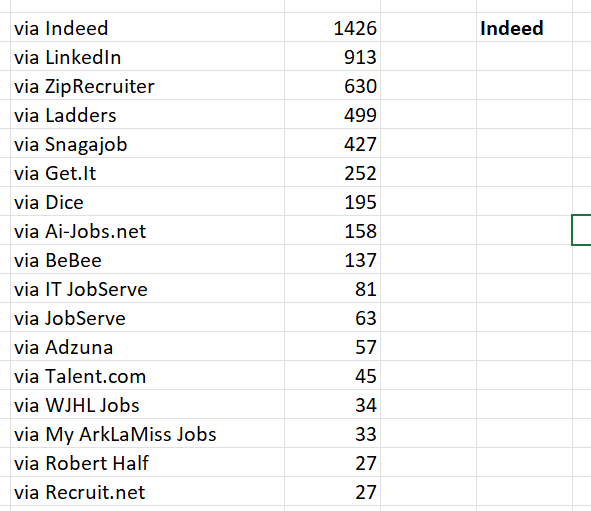 via Indeed 1426 Indeed
via LinkedIn 913
via ZipRecruiter 630
via Ladders 499
via Snagajob 427
via Get.It 252
via Dice 195
via Ai-Jobs.net 158
via BeBee 137
via IT JobServe 81
via JobServe 63
via Adzuna 57
via Talent.com 45
via WJHL Jobs 34
via My ArkLaMiss Jobs 33
via Robert Half 27
via Recruit.net 27